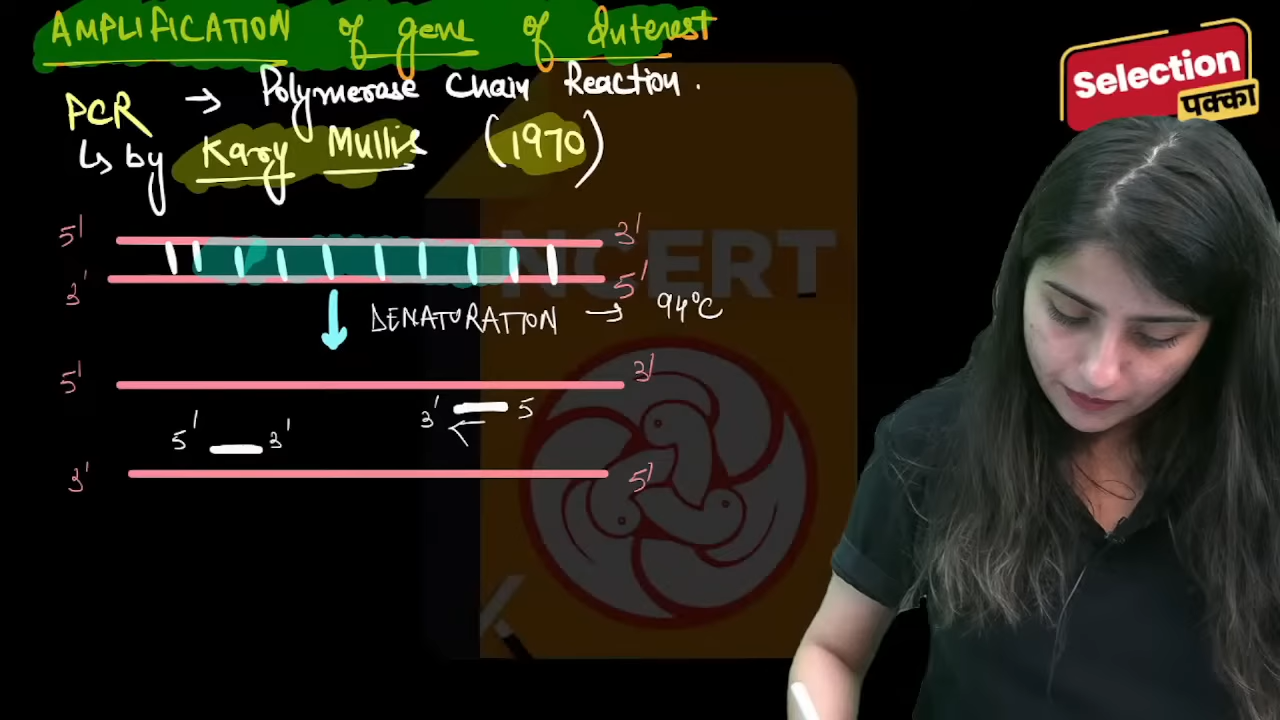 AMPLIFICATION of gene of interest
Selection
पक्का
PCR → Polymerase Chain Reaction.
↳ by Kary Mullis (1970)
5' 3'
3' 5'
NCERT
DENATURATION → 94°C
5' 3'
3' 5
5' 3'
3' 5'